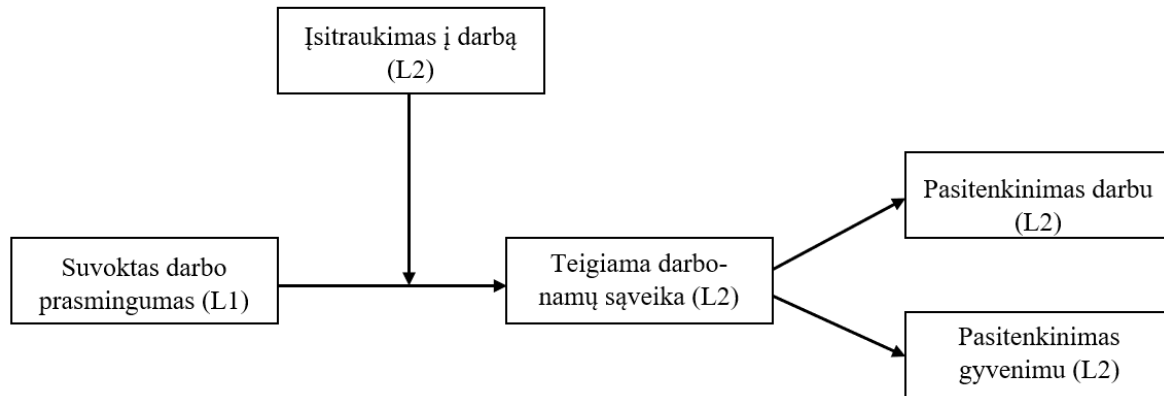 Įsitraukimas į darbą
(L2)
Pasitenkinimas darbu
(L2)
Suvoktas darbo
prasmingumas (L1)
Teigiama darbo-
namų sąveika (L2)
Pasitenkinimas
gyvenimu (L2)